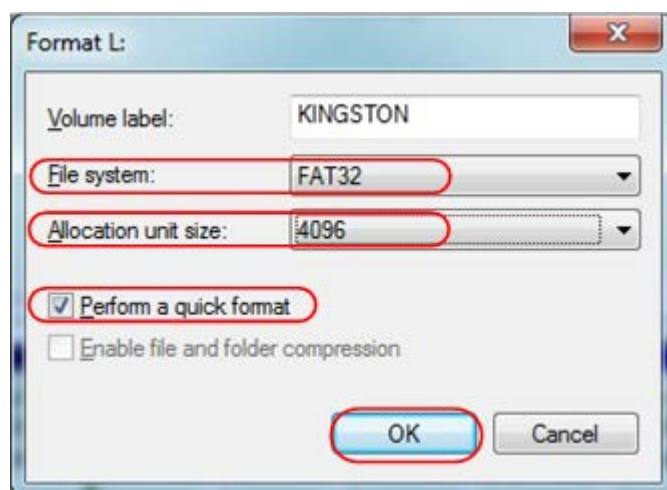 Format L:
Volume label: KINGSTON
File system: FAT32
Allocation unit size: 4096
Perform a quick format
Enable file and folder compression
OK Cancel